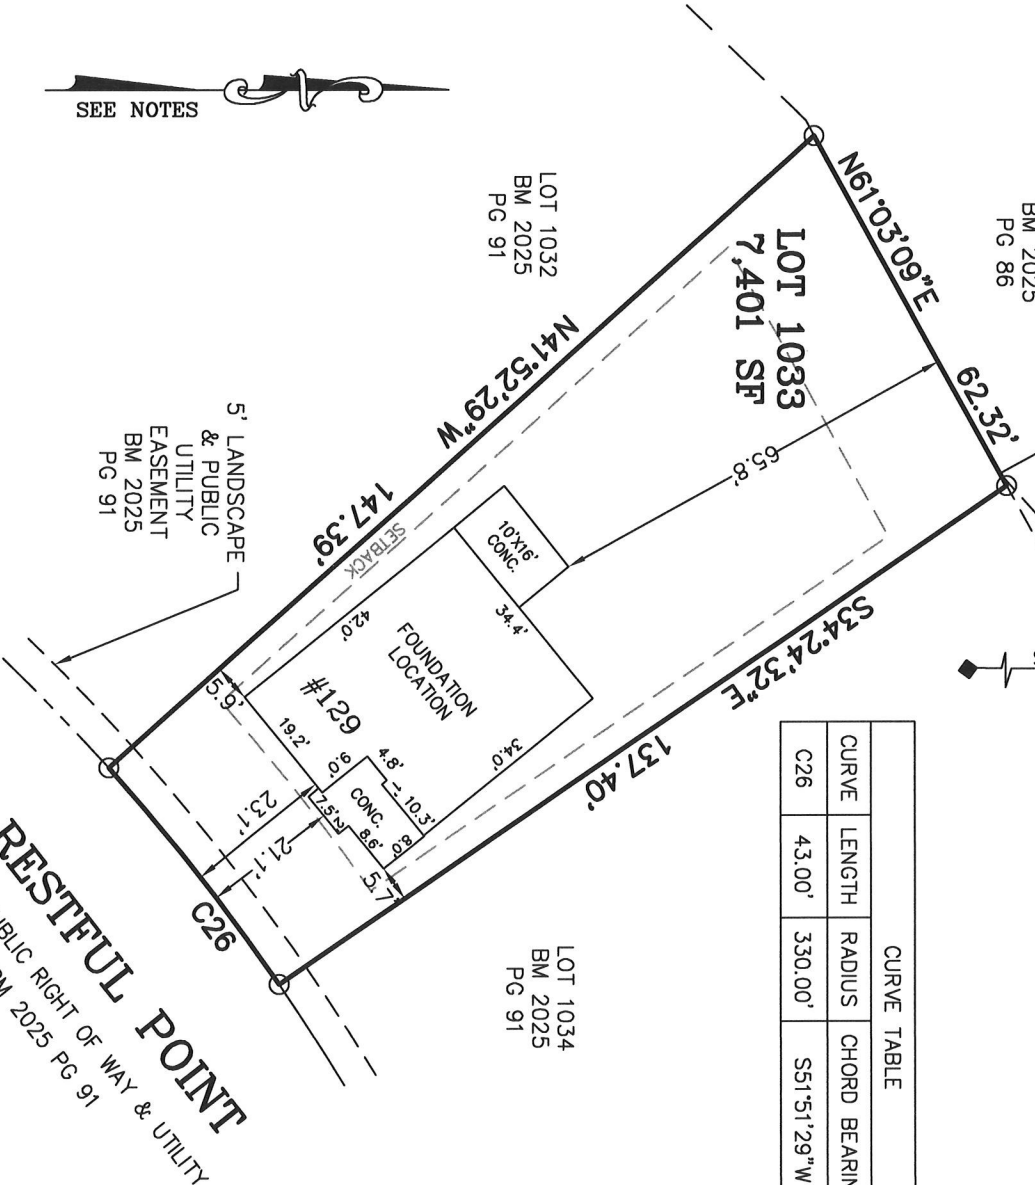 SEE NOTES
BM 2025
PG 86
N61°03'09"E
62.32'
LOT 1033
7,401 SF
LOT 1032
BM 2025
PG 91
N41°52'29"W
147.39'
SETBACK
65.8'
10'X16'
CONC.
34.4'
42.0'
FOUNDATION
LOCATION
#129
34.0'
S34°24'32"E
137.40'
5' LANDSCAPE
& PUBLIC
UTILITY
EASEMENT
BM 2025
PG 91
5.9'
19.2'
9.0'
4.8'
10.3'
CONC.
7.5'
8.6'
8.0'
5.7'
23.1'
21.1'
C26
LOT 1034
BM 2025
PG 91
RESTFUL POINT
PUBLIC RIGHT OF WAY & UTILITY
BM 2025 PG 91
CURVE TABLE
CURVE LENGTH RADIUS CHORD BEARIN
C26 43.00' 330.00' S51°51'29"W